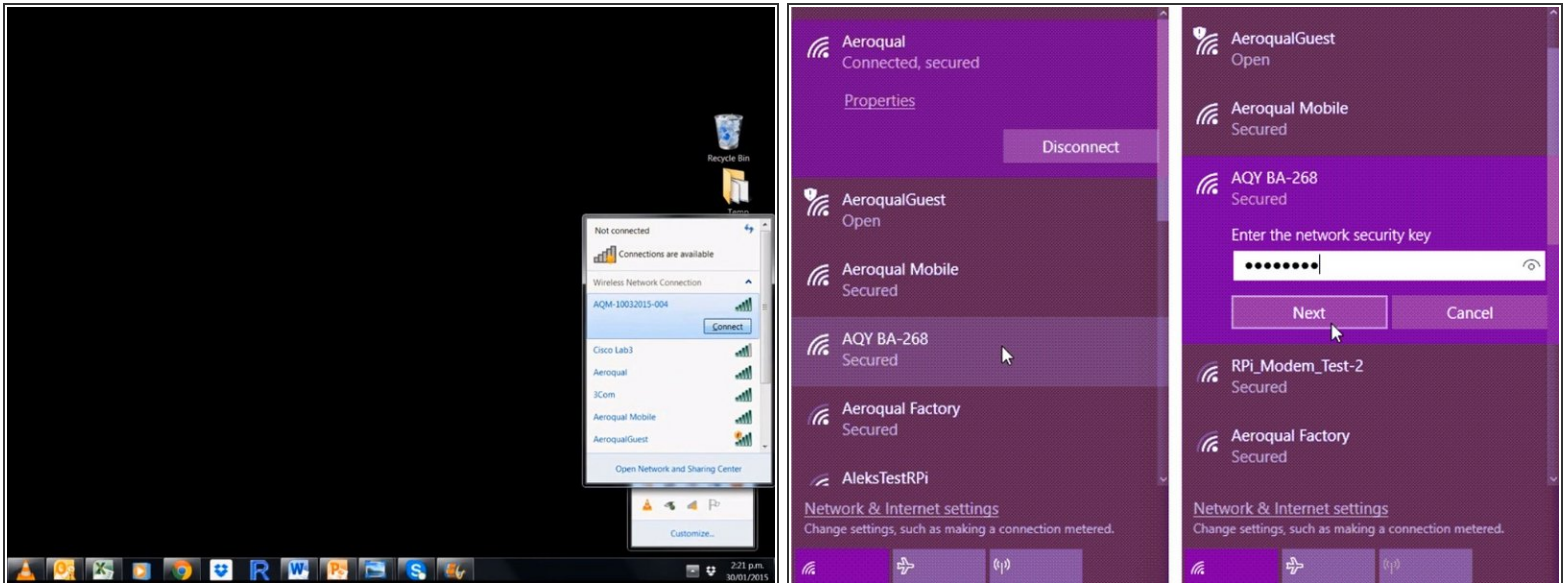 Recycle Bin
Temp
Not connected
Connections are available
Wireless Network Connection
AQM-10032015-004
Connect
Cisco Lab3
Aeroqual
3Com
Aeroqual Mobile
AeroqualGuest
Open Network and Sharing Center
Customize...
2:21 p.m.
30/01/2015
Aeroqual
Connected, secured
Properties
Disconnect
AeroqualGuest
Open
Aeroqual Mobile
Secured
AQY BA-268
Secured
Aeroqual Factory
Secured
AleksTestRPi
Network & Internet settings
Change settings, such as making a connection metered.
AeroqualGuest
Open
Aeroqual Mobile
Secured
AQY BA-268
Secured
Enter the network security key
Next
Cancel
RPi_Modem_Test-2
Secured
Aeroqual Factory
Secured
Network & Internet settings
Change settings, such as making a connection metered.